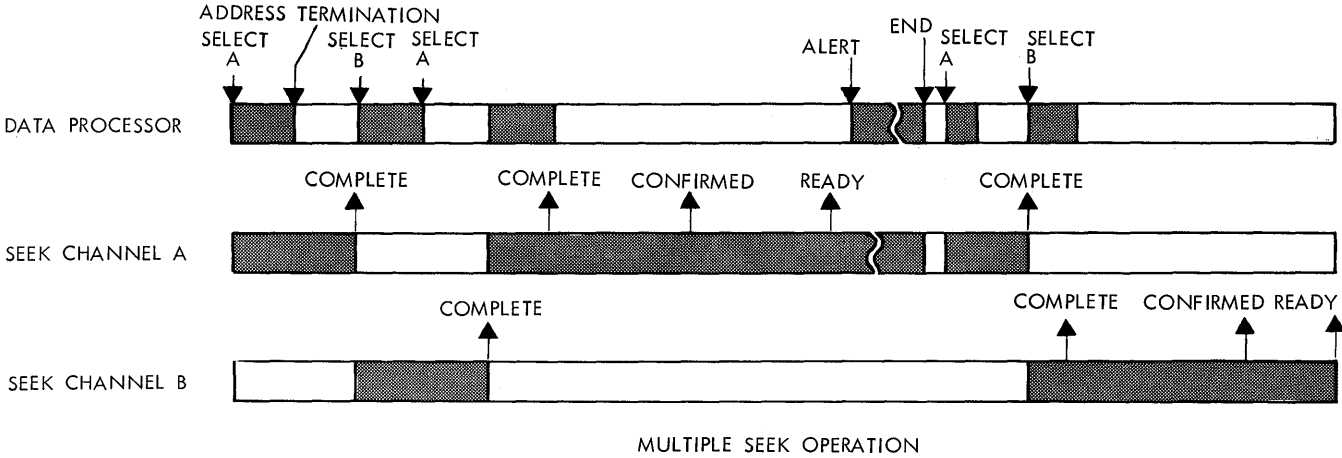 ADDRESS TERMINATION
SELECT A
SELECT B
SELECT A
ALERT
END
SELECT A
SELECT B
DATA PROCESSOR
COMPLETE
COMPLETE
CONFIRMED
READY
COMPLETE
SEEK CHANNEL A
COMPLETE
COMPLETE
CONFIRMED
READY
SEEK CHANNEL B
MULTIPLE SEEK OPERATION